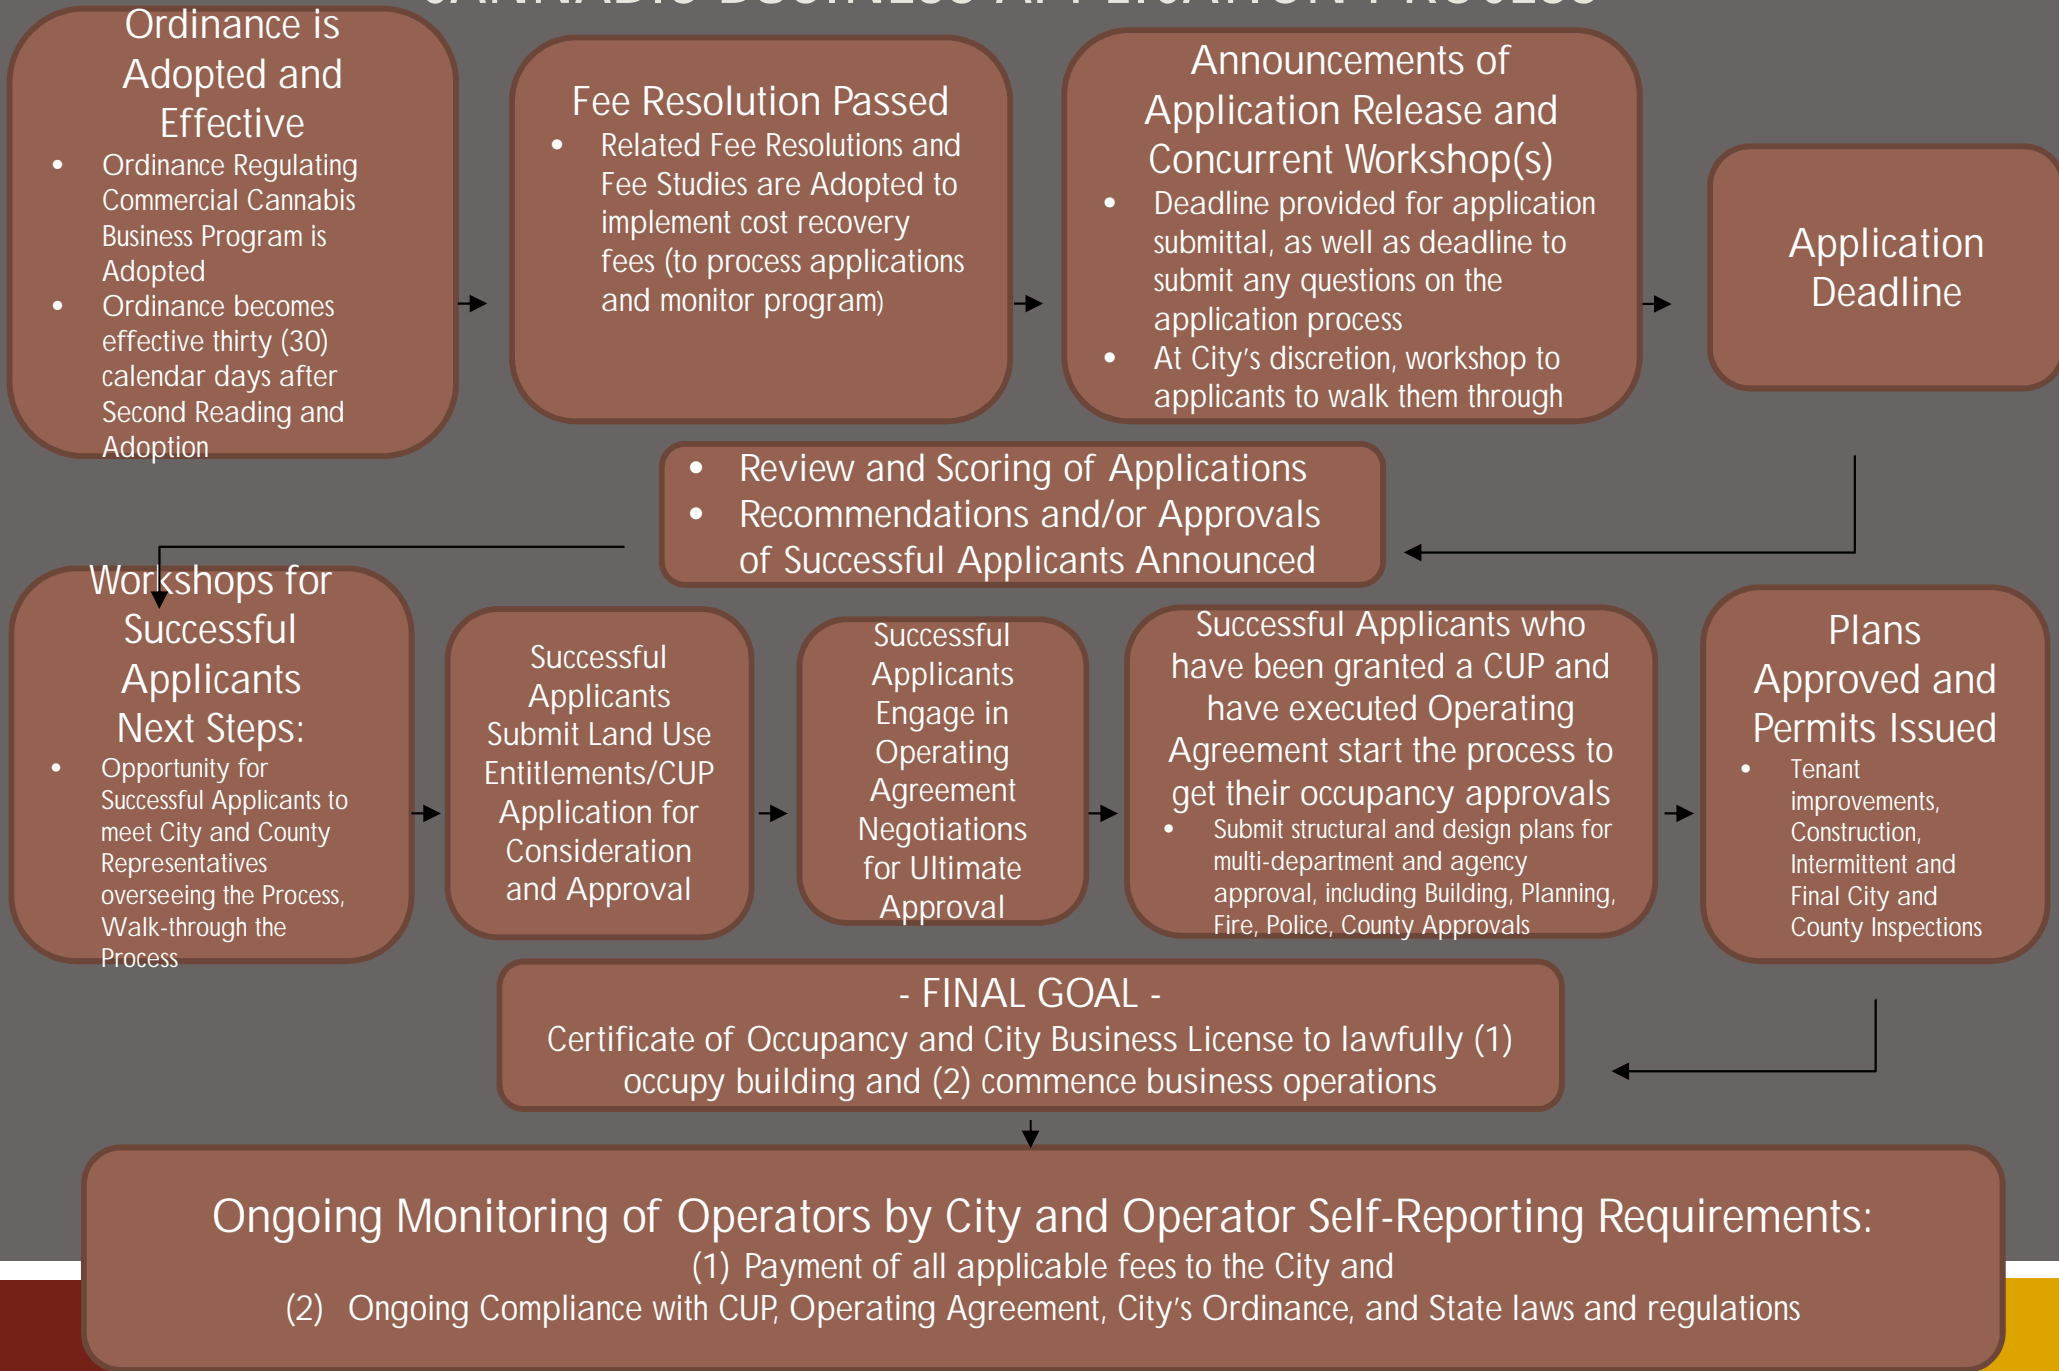 CANNABIS BUSINESS APPLICATION PROCESS
Ordinance is
Adopted and
Effective
• Ordinance Regulating
Commercial Cannabis
Business Program is
Adopted
• Ordinance becomes
effective thirty (30)
calendar days after
Second Reading and
Adoption
Fee Resolution Passed
• Related Fee Resolutions and
Fee Studies are Adopted to
implement cost recovery
fees (to process applications
and monitor program)
Announcements of
Application Release and
Concurrent Workshop(s)
• Deadline provided for application
submittal, as well as deadline to
submit any questions on the
application process
• At City’s discretion, workshop to
applicants to walk them through
Application
Deadline
• Review and Scoring of Applications
• Recommendations and/or Approvals
of Successful Applicants Announced
Workshops for
Successful
Applicants
Next Steps:
• Opportunity for
Successful Applicants to
meet City and County
Representatives
overseeing the Process,
Walk-through the
Process
Successful
Applicants
Submit Land Use
Entitlements/CUP
Application for
Consideration
and Approval
Successful
Applicants
Engage in
Operating
Agreement
Negotiations
for Ultimate
Approval
Successful Applicants who
have been granted a CUP and
have executed Operating
Agreement start the process to
get their occupancy approvals
• Submit structural and design plans for
multi-department and agency
approval, including Building, Planning,
Fire, Police, County Approvals
Plans
Approved and
Permits Issued
• Tenant
improvements,
Construction,
Intermittent and
Final City and
County Inspections
- FINAL GOAL -
Certificate of Occupancy and City Business License to lawfully (1)
occupy building and (2) commence business operations
Ongoing Monitoring of Operators by City and Operator Self-Reporting Requirements:
(1) Payment of all applicable fees to the City and
(2) Ongoing Compliance with CUP, Operating Agreement, City’s Ordinance, and State laws and regulations